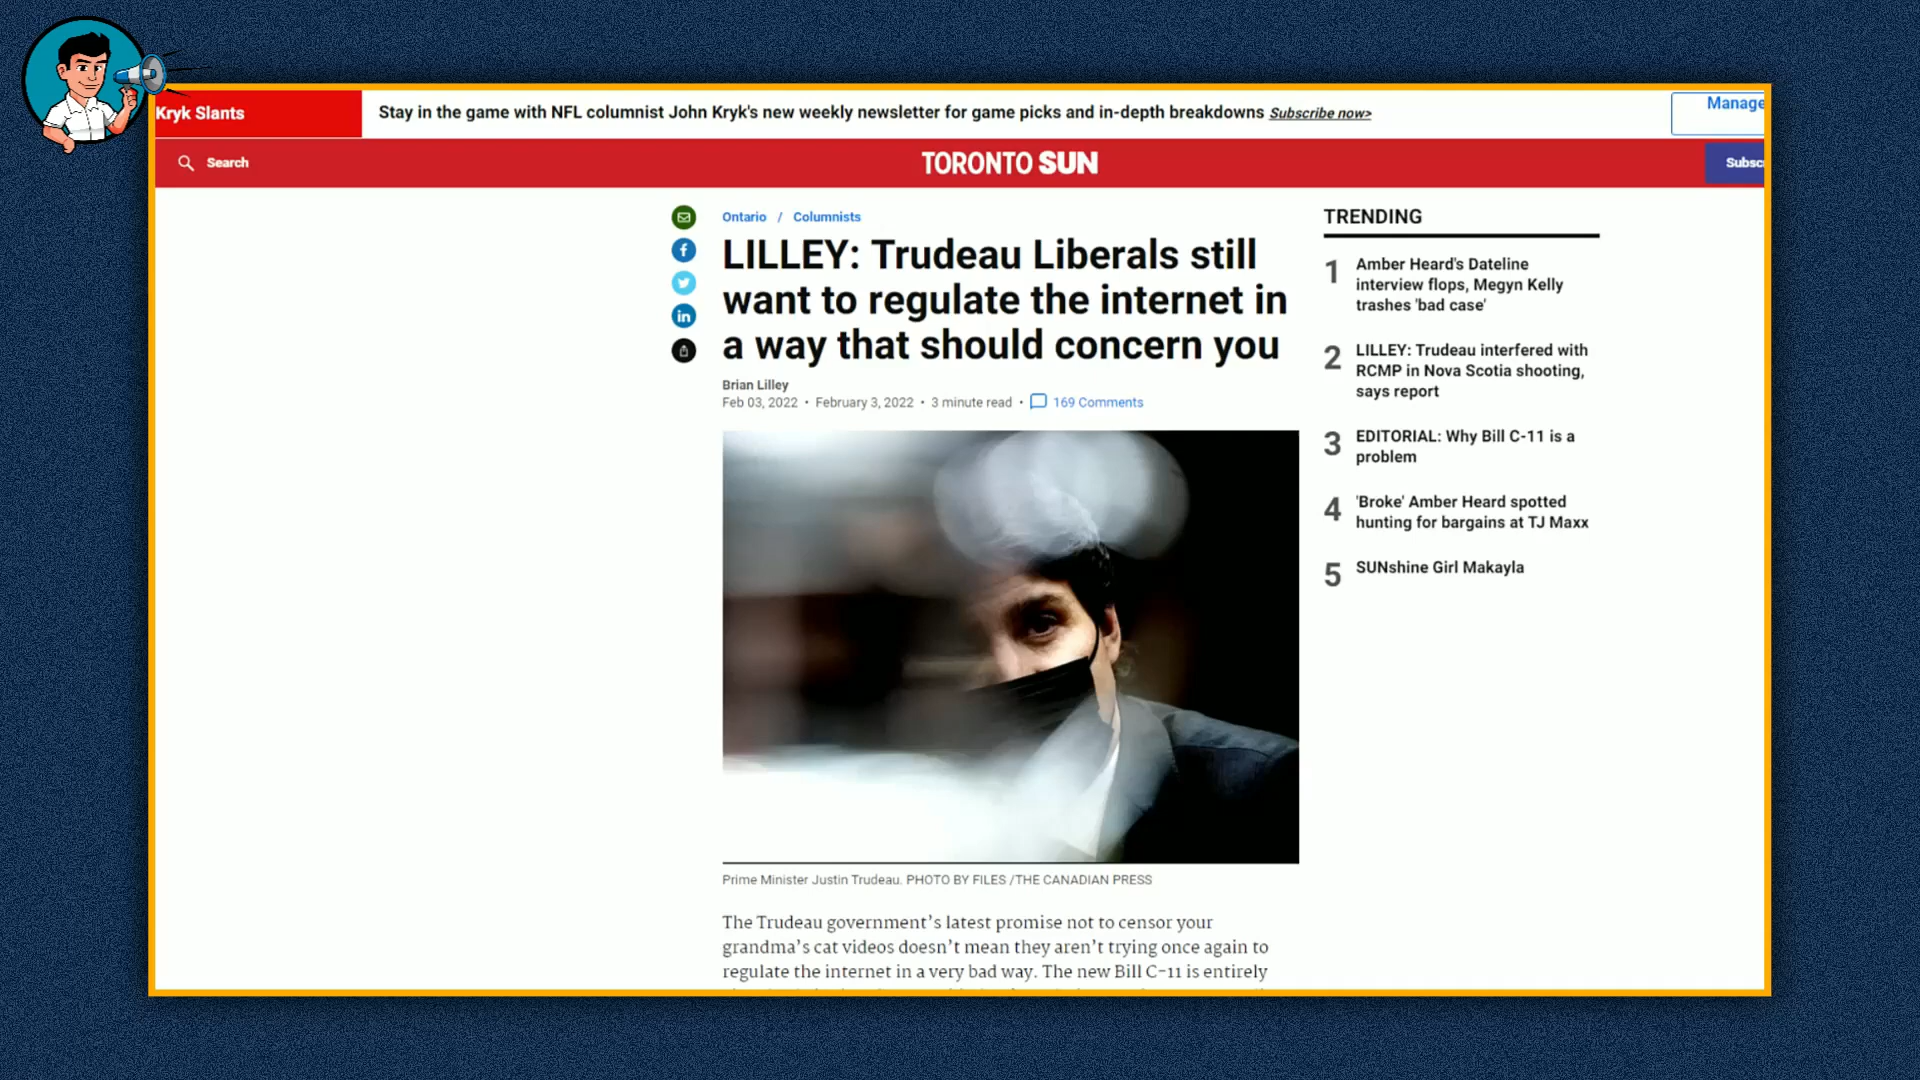 Kryk Slants
Stay in the game with NFL columnist John Kryk's new weekly newsletter for game picks and in-depth breakdowns Subscribe now>
Manage
Search
TORONTO SUN
Subsc
Ontario / Columnists
LILLEY: Trudeau Liberals still
want to regulate the internet in
a way that should concern you
Brian Lilley
Feb 03, 2022 • February 3, 2022 • 3 minute read • 169 Comments
Prime Minister Justin Trudeau. PHOTO BY FILES /THE CANADIAN PRESS
The Trudeau government’s latest promise not to censor your
grandma’s cat videos doesn’t mean they aren’t trying once again to
regulate the internet in a very bad way. The new Bill C-11 is entirely
TRENDING
1
Amber Heard's Dateline
interview flops, Megyn Kelly
trashes 'bad case'
2
LILLEY: Trudeau interfered with
RCMP in Nova Scotia shooting,
says report
3
EDITORIAL: Why Bill C-11 is a
problem
4
'Broke' Amber Heard spotted
hunting for bargains at TJ Maxx
5
SUNshine Girl Makayla